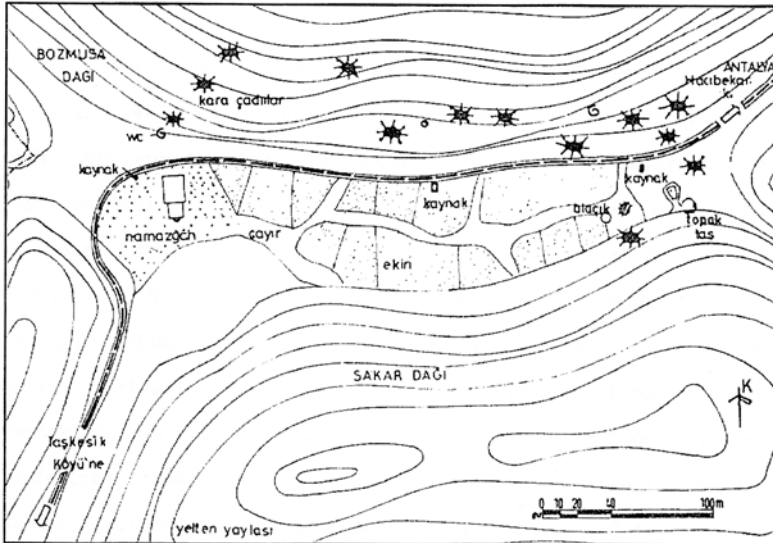 BOZMUSA
DAĞI
ANTALYA
Hacıbekar
kara çadırlar
wc
kaynak
kaynak
kaynak
namazgâh
çayır
alaçık
topak
taş
ekin
SAKAR DAĞI
K
Taşkesik
Köyü'ne
0 10 20 40 100m
yelten yaylası